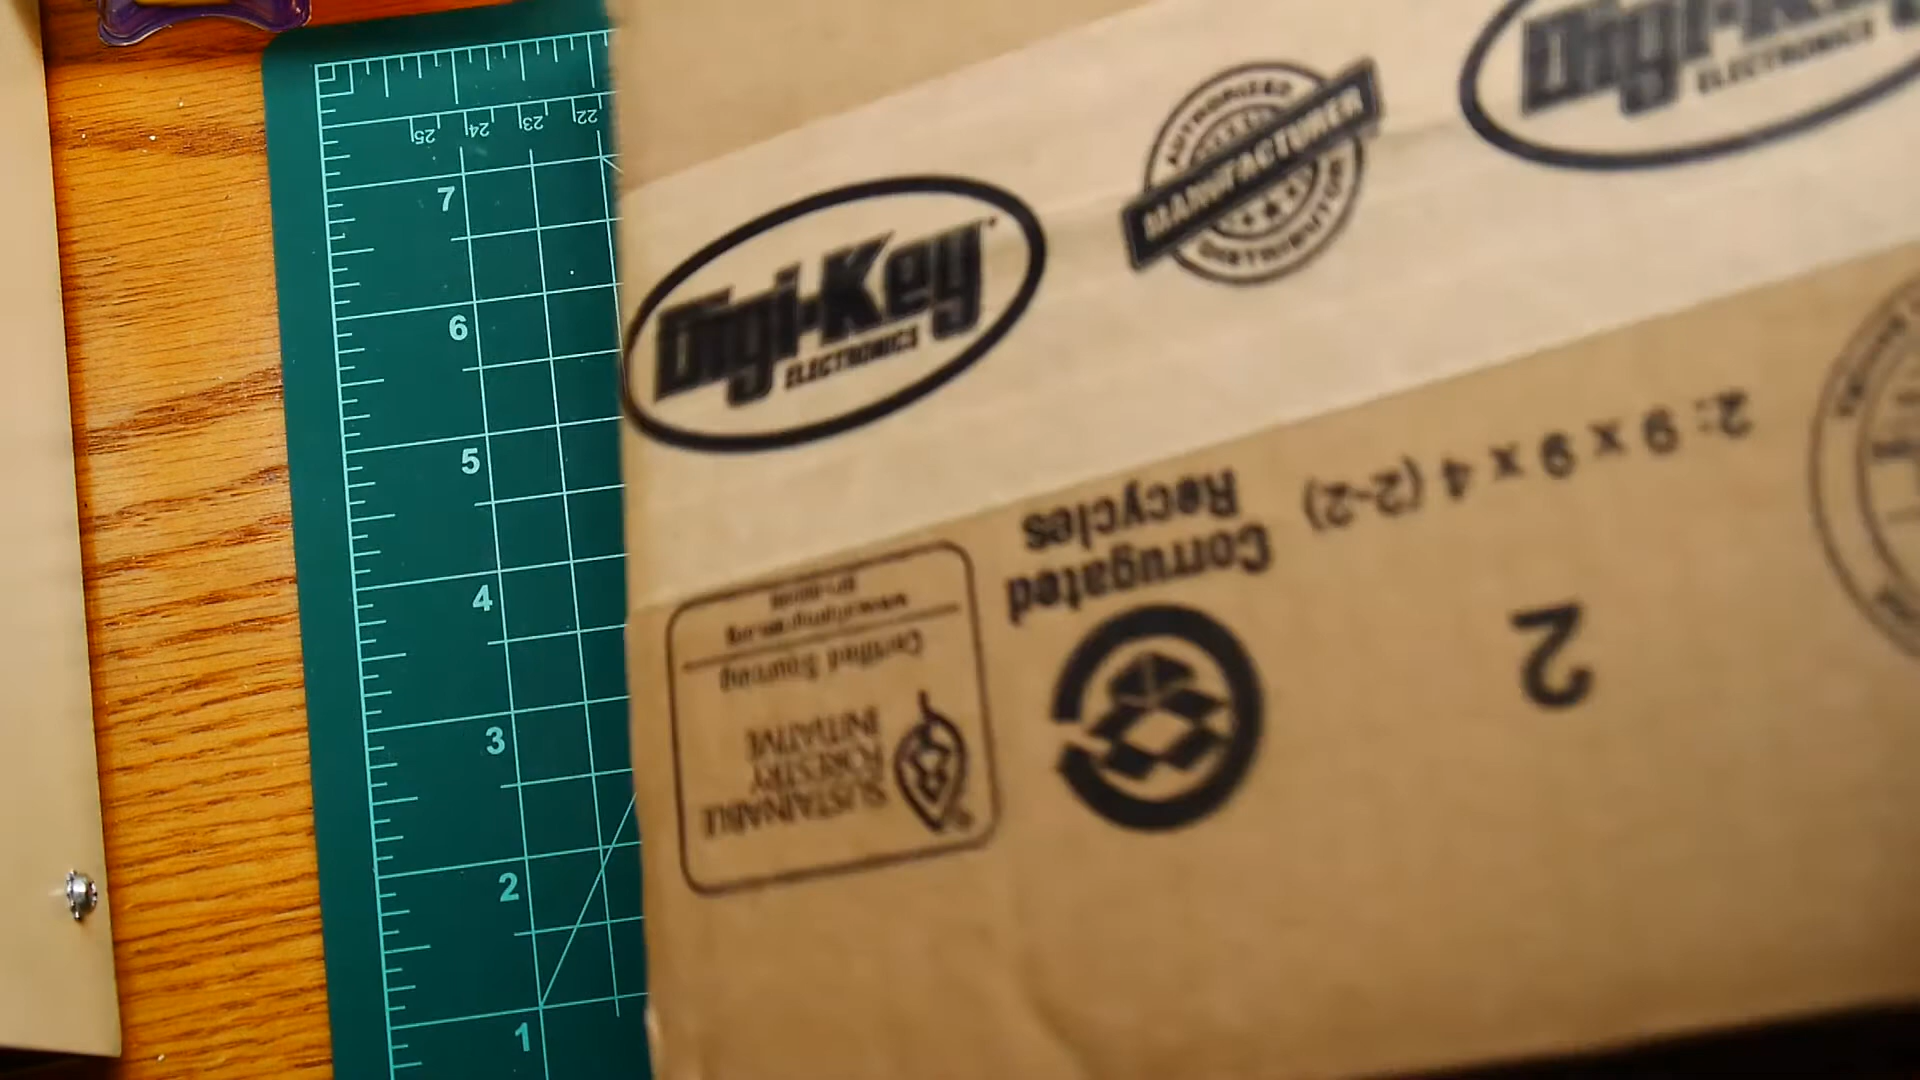 25 24 23 22
7
6
5
4
3
2
1
Digi-Key
ELECTRONICS
AUTHORIZED
MANUFACTURER
DISTRIBUTOR
Digi-Key
ELECTRONICS
2: 9 x 9 x 4 (2-2)
2
Corrugated
Recycles
SUSTAINABLE
FORESTRY
INITIATIVE
Certified Sourcing